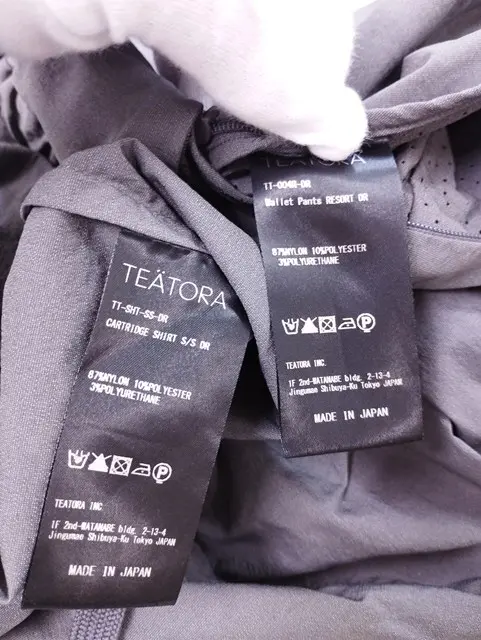 TEÄTORA
TT-SHT-SS-DR
CARTRIDGE SHIRT S/S DR
87%NYLON 10%POLYESTER
3%POLYURETHANE
TEATORA INC
1F 2nd-WATANABE bldg. 2-13-4
Jingumae Shibuya-Ku Tokyo JAPAN
MADE IN JAPAN
TEATORA
TT-004R-DR
Wallet Pants RESORT DR
87%NYLON 10%POLYESTER
3%POLYURETHANE
TEATORA INC.
1F 2nd-WATANABE bldg. 2-13-4
Jingumae Shibuya-Ku Tokyo JAPAN
MADE IN JAPAN